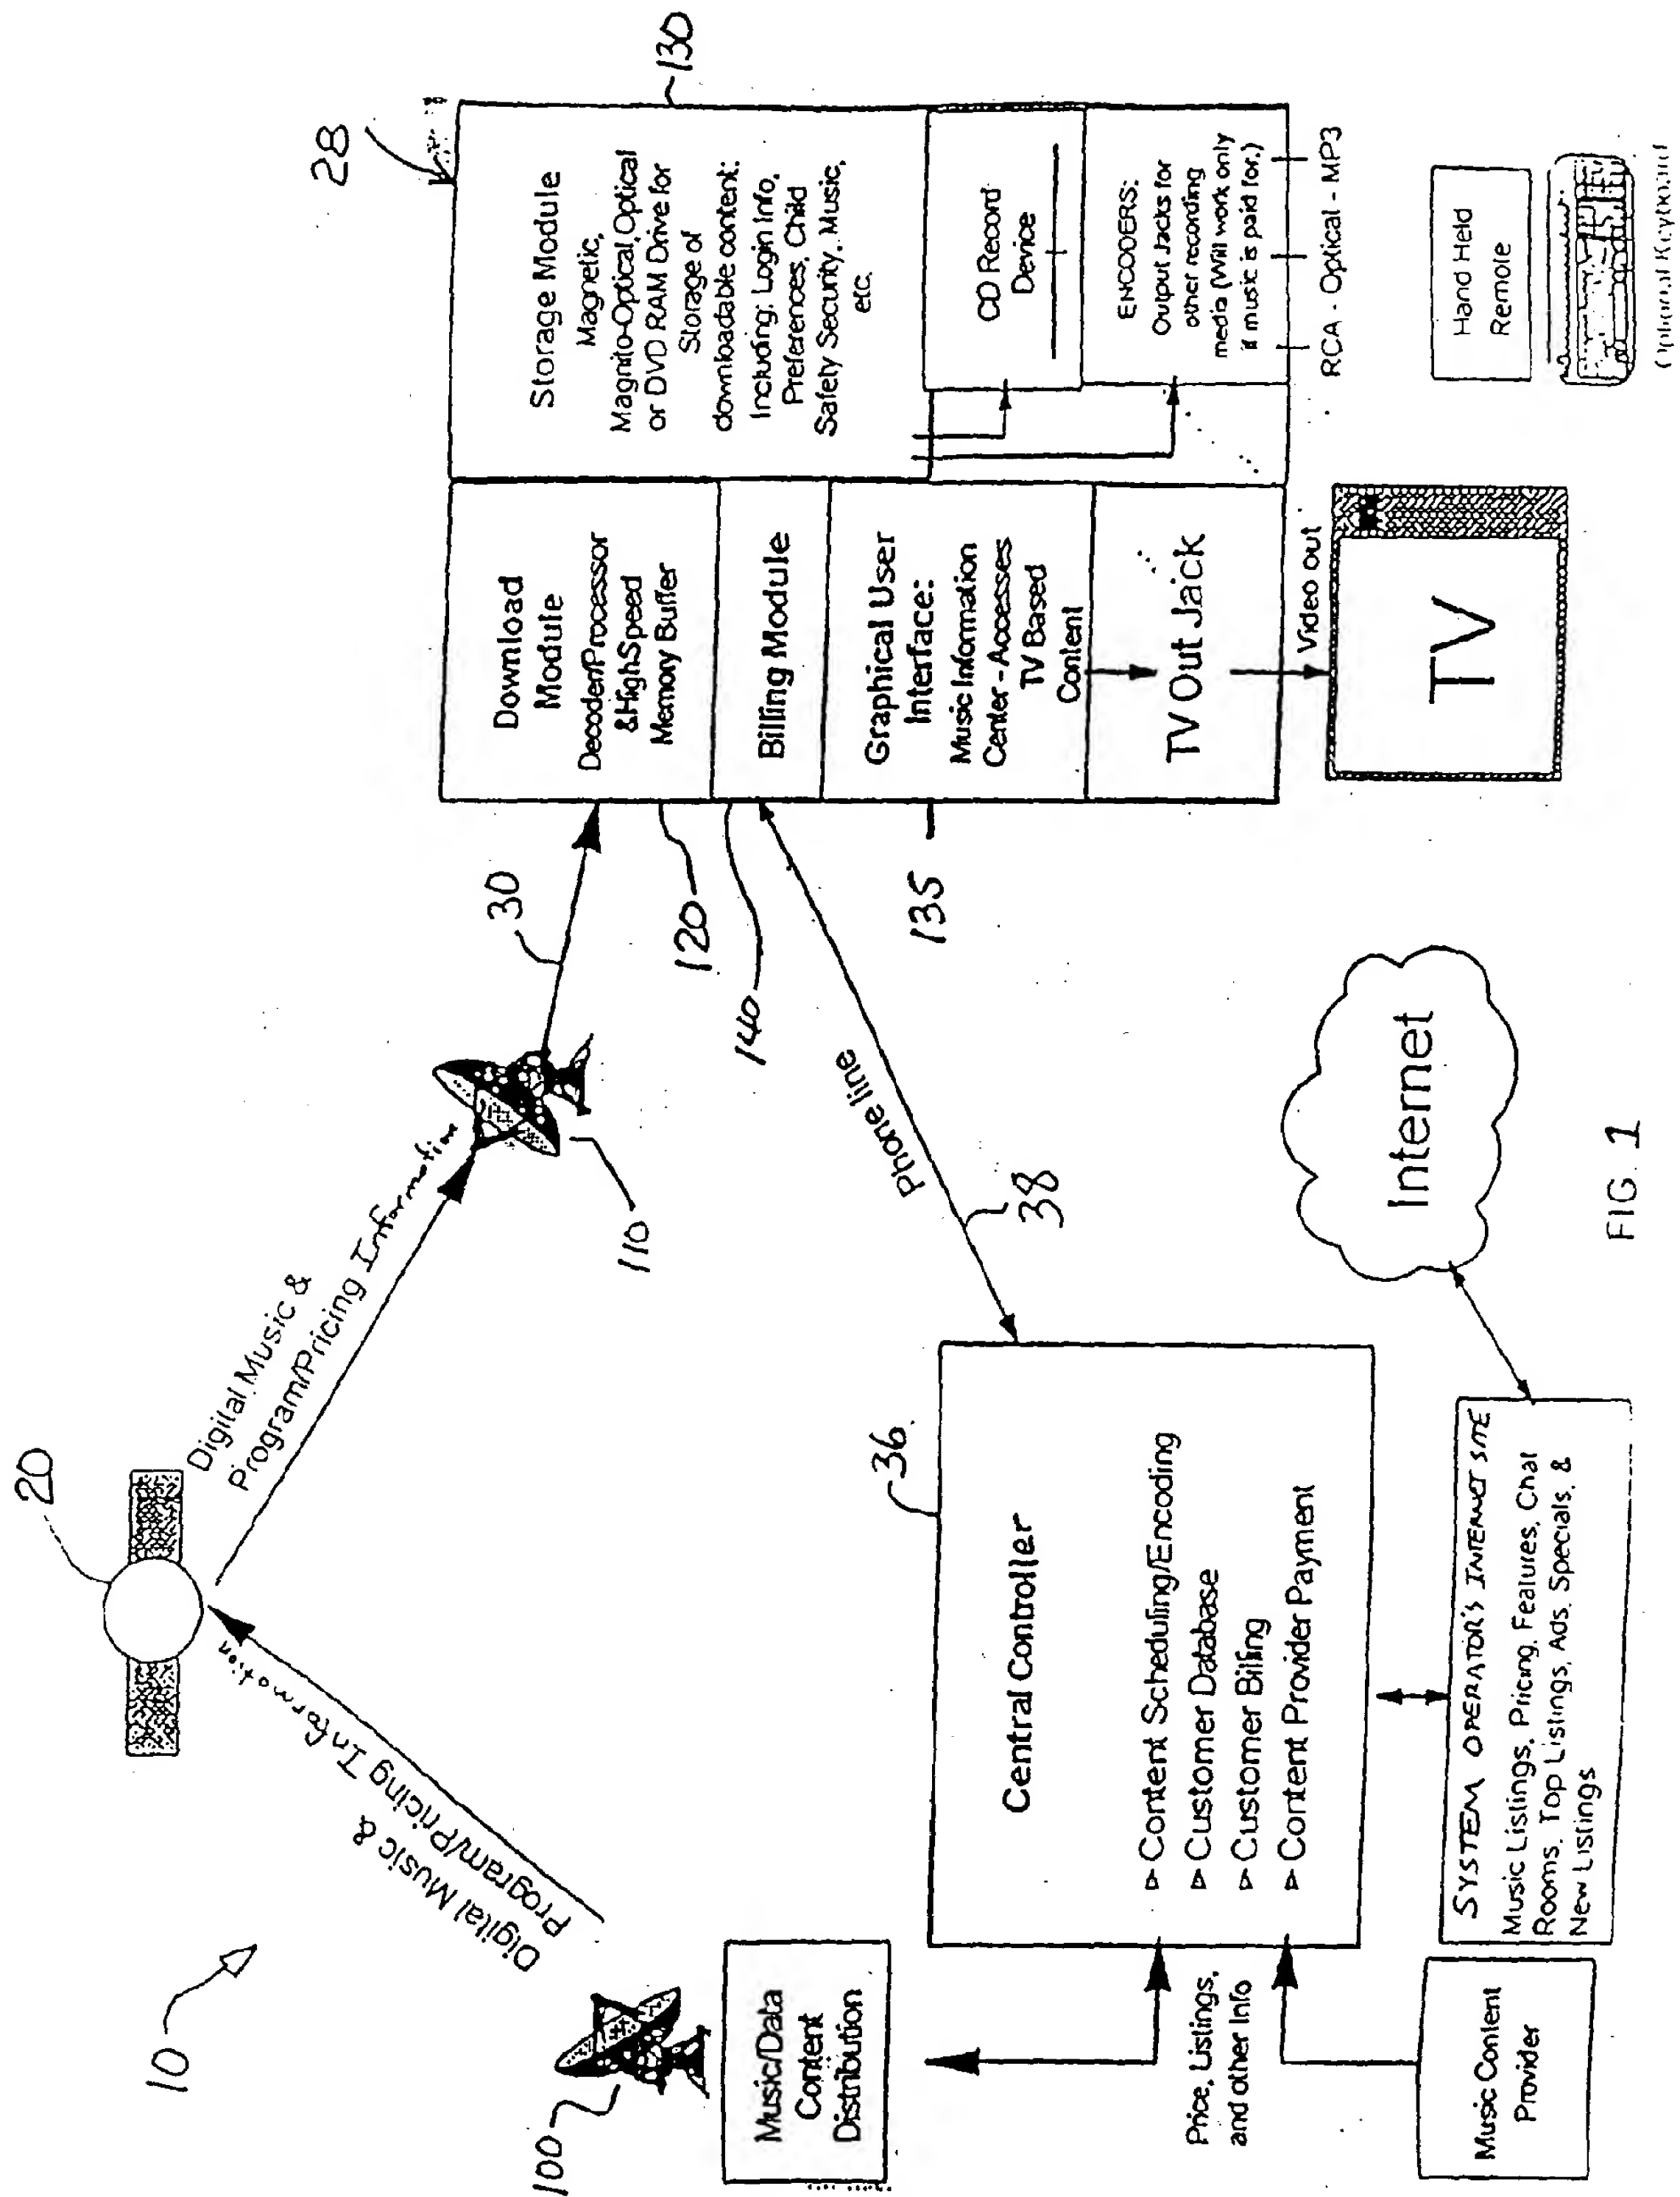 10
20
Digital Music &
Program/Pricing Information
Digital Music &
Program/Pricing Information
100
Music/Data
Content
Distribution
110
30
28
130
Download
Module
Decoder/Processor
&High Speed
Memory Buffer
120
Billing Module
140
Graphical User
Interface:
Music Information
Center - Accesses
TV Based
Content
135
TV Out Jack
Video out
TV
Storage Module
Magnetic,
Magnito-Optical, Optical
or DVD RAM Drive for
Storage of
downloadable content:
Including: Login Info,
Preferences, Child
Safety Security, Music,
etc.
CD Record
Device
ENCODERS:
Output Jacks for
other recording
media (Will work only
if music is paid for.)
RCA - Optical - MP3
Hand Held
Remote
Optional Keyboard
Phone line
38
36
Central Controller
Content Scheduling/Encoding
Customer Database
Customer Billing
Content Provider Payment
Price, Listings,
and other Info
Music Content
Provider
SYSTEM OPERATOR'S INTERNET SITE
Music Listings, Pricing, Features, Chat
Rooms, Top Listings, Ads, Specials, &
New Listings
Internet
FIG. 1